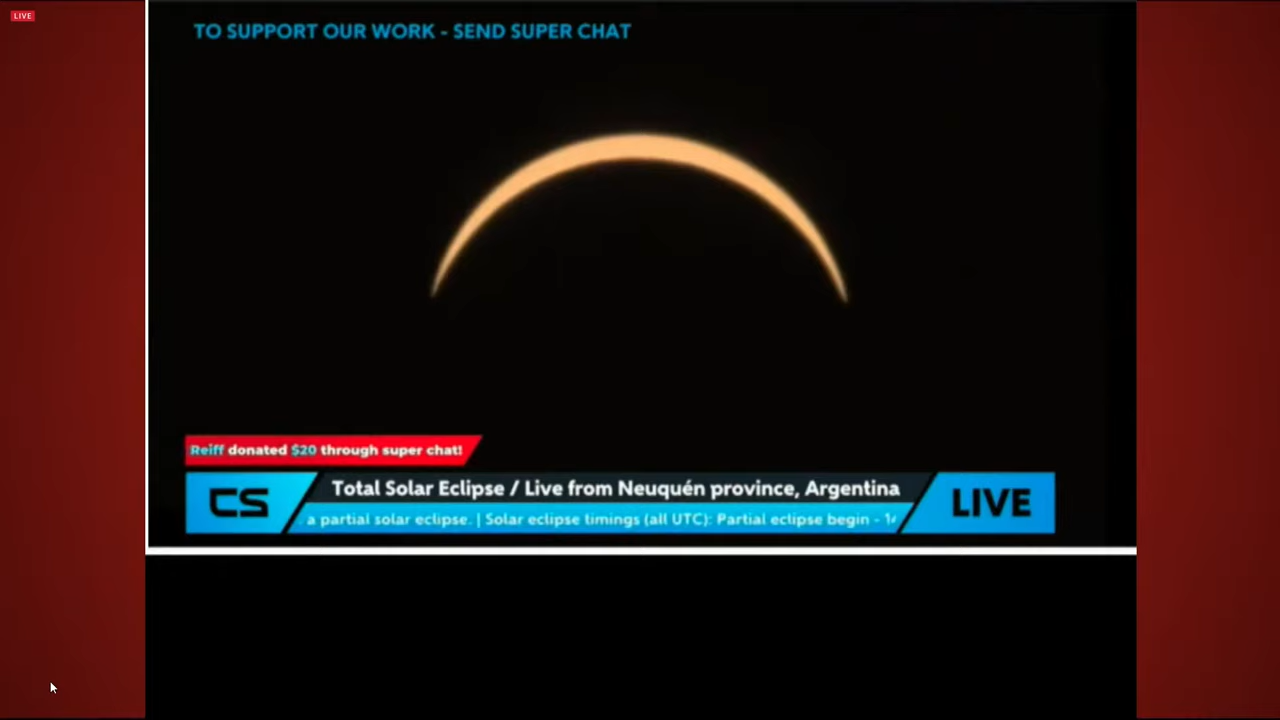 LIVE
TO SUPPORT OUR WORK - SEND SUPER CHAT
Reiff donated $20 through super chat!
CS
Total Solar Eclipse / Live from Neuquén province, Argentina
LIVE
a partial solar eclipse. | Solar eclipse timings (all UTC): Partial eclipse begin -